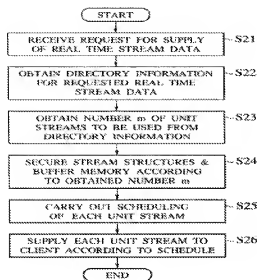 START
RECEIVE REQUEST FOR SUPPLY
OF REAL TIME STREAM DATA
S21
OBTAIN DIRECTORY INFORMATION
FOR REQUESTED REAL TIME
STREAM DATA
S22
OBTAIN NUMBER m OF UNIT
STREAMS TO BE USED FROM
DIRECTORY INFORMATION
S23
SECURE STREAM STRUCTURES &
BUFFER MEMORY ACCORDING
TO OBTAINED NUMBER m
S24
CARRY OUT SCHEDULING
OF EACH UNIT STREAM
S25
SUPPLY EACH UNIT STREAM TO
CLIENT ACCORDING TO SCHEDULE
S26
END